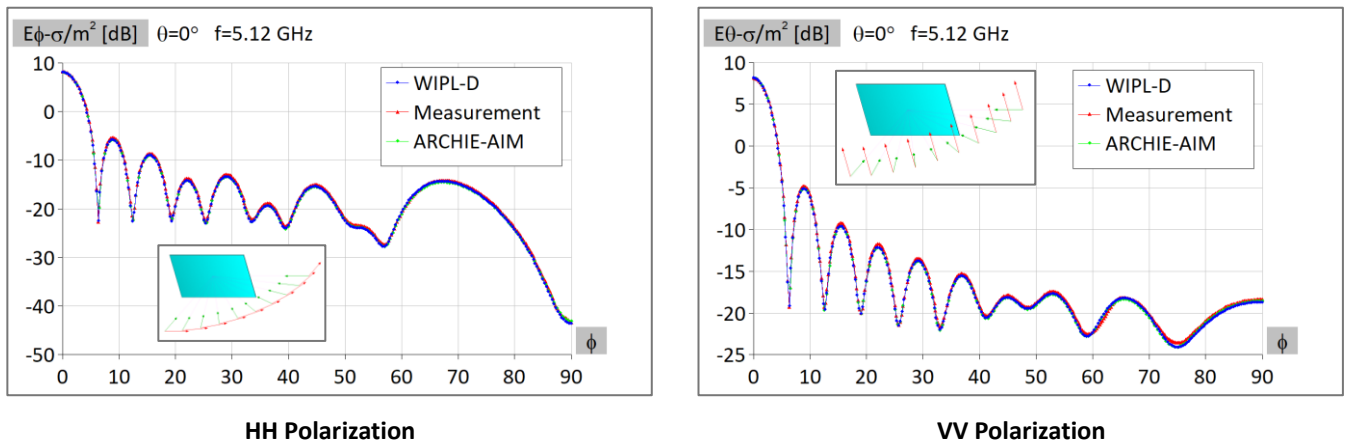 Eϕ-σ/m² [dB] θ=0° f=5.12 GHz
10
0
-10
-20
-30
-40
-50
WIPL-D
Measurement
ARCHIE-AIM
ϕ
0 10 20 30 40 50 60 70 80 90
HH Polarization
Eθ-σ/m² [dB] θ=0° f=5.12 GHz
10
5
0
-5
-10
-15
-20
-25
WIPL-D
Measurement
ARCHIE-AIM
ϕ
0 10 20 30 40 50 60 70 80 90
VV Polarization